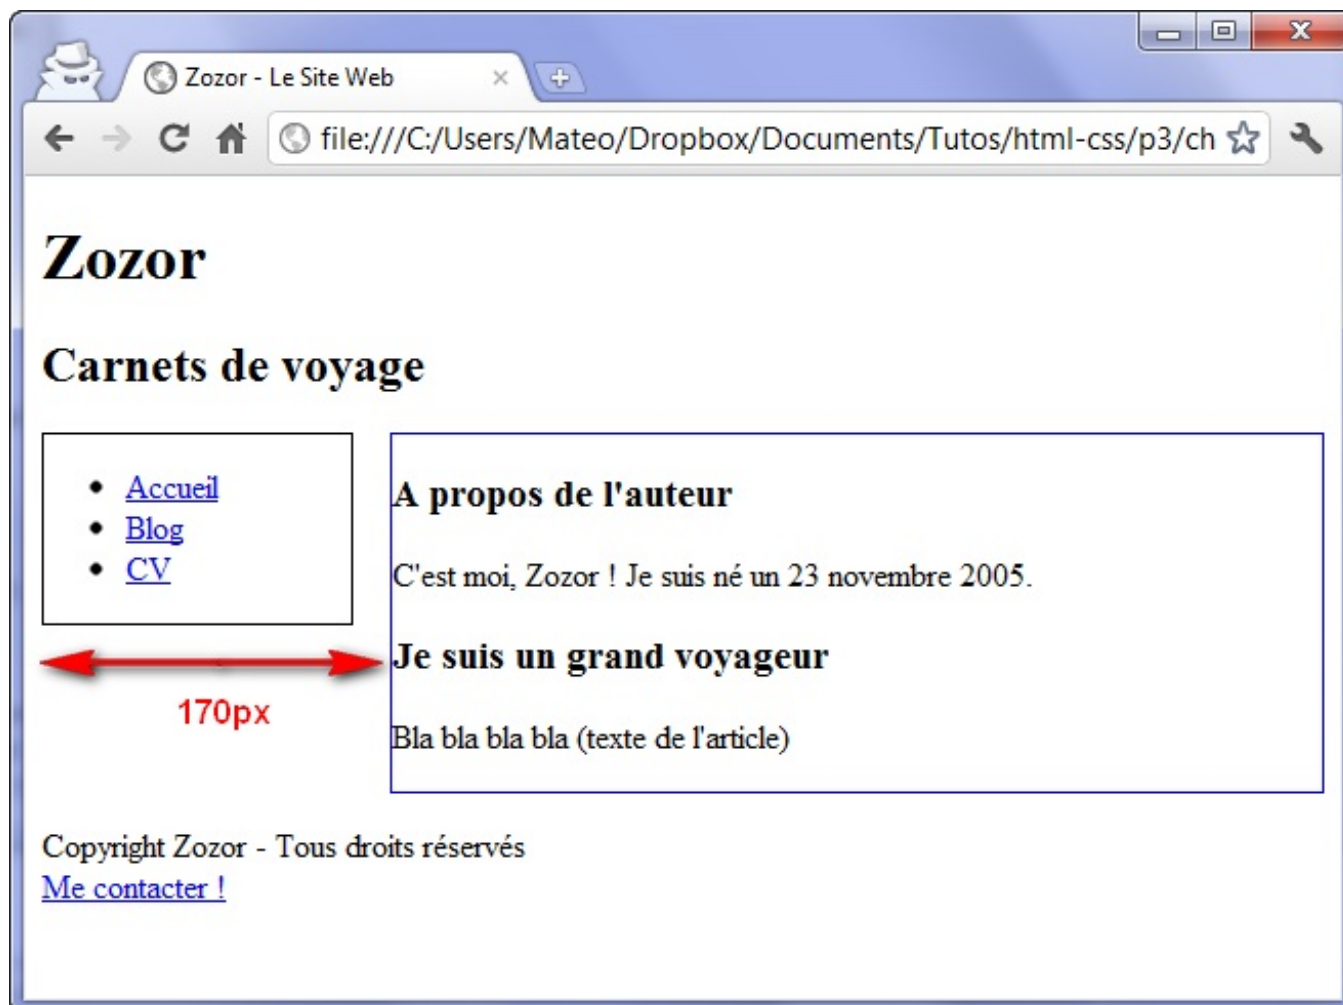 Zozor - Le Site Web
file:///C:/Users/Mateo/Dropbox/Documents/Tutos/html-css/p3/ch
Zozor
Carnets de voyage
Accueil
Blog
CV
170px
A propos de l'auteur
C'est moi, Zozor ! Je suis né un 23 novembre 2005.
Je suis un grand voyageur
Bla bla bla bla (texte de l'article)
Copyright Zozor - Tous droits réservés
Me contacter !